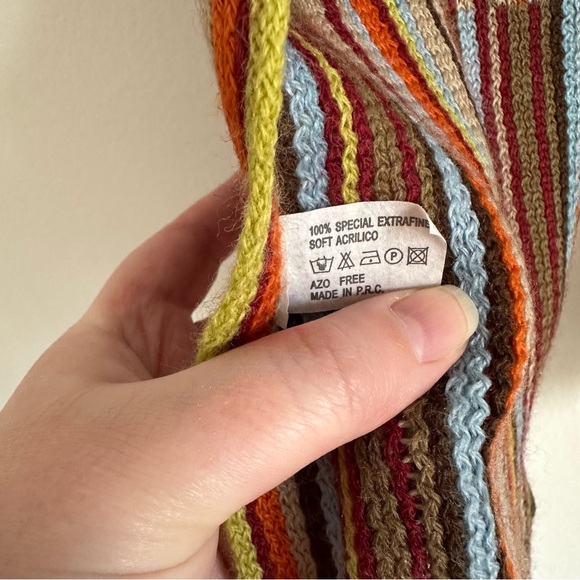 100% SPECIAL EXTRAFINE
SOFT ACRILICO
P
AZO FREE
MADE IN P.R.C.